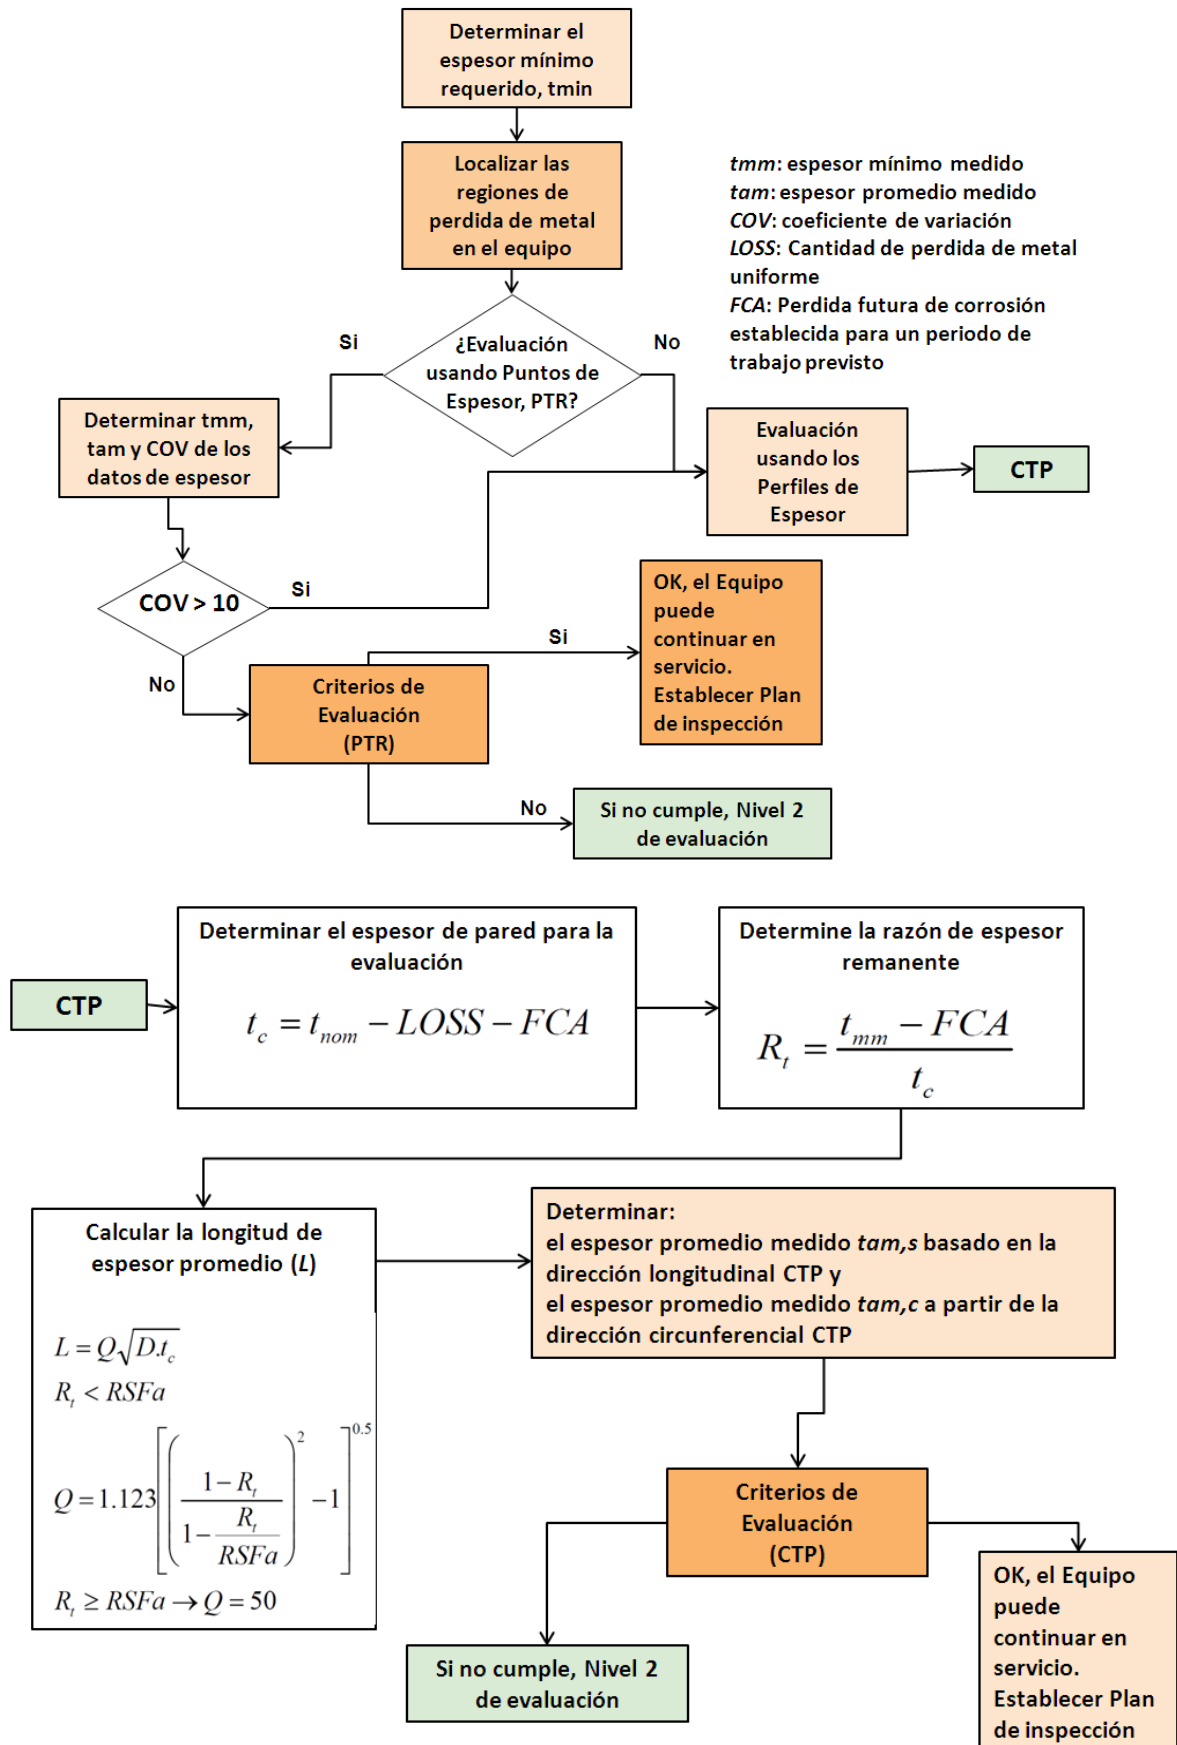 Determinar el
espesor mínimo
requerido, tmin
Localizar las
regiones de
perdida de metal
en el equipo
tmm: espesor mínimo medido
tam: espesor promedio medido
COV: coeficiente de variación
LOSS: Cantidad de perdida de metal
uniforme
FCA: Perdida futura de corrosión
establecida para un periodo de
trabajo previsto
Si
¿Evaluación
usando Puntos de
Espesor, PTR?
No
Determinar tmm,
tam y COV de los
datos de espesor
Evaluación
usando los
Perfiles de
Espesor
CTP
COV > 10
Si
No
Criterios de
Evaluación
(PTR)
Si
OK, el Equipo
puede
continuar en
servicio.
Establecer Plan
de inspección
No
Si no cumple, Nivel 2
de evaluación
CTP
Determinar el espesor de pared para la
evaluación
t_c = t_nom − LOSS − FCA
Determine la razón de espesor
remanente
R_t = (t_mm − FCA) / t_c
Calcular la longitud de
espesor promedio (L)
L = Q√D.t_c
R_t < RSFa
Q = 1.123[((1 − R_t) / (1 − R_t/RSFa))^2 − 1]^0.5
R_t ≥ RSFa → Q = 50
Determinar:
el espesor promedio medido tam,s basado en la
dirección longitudinal CTP y
el espesor promedio medido tam,c a partir de la
dirección circunferencial CTP
Criterios de
Evaluación
(CTP)
Si no cumple, Nivel 2
de evaluación
OK, el Equipo
puede
continuar en
servicio.
Establecer Plan
de inspección